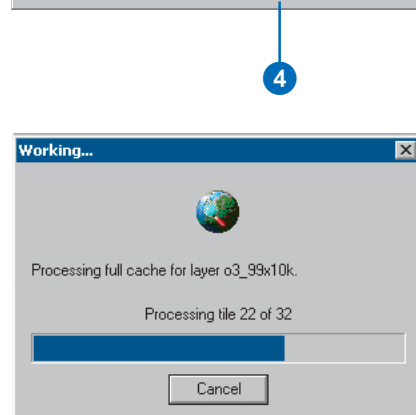 4
Working...
Processing full cache for layer o3_99x10k.
Processing tile 22 of 32
Cancel